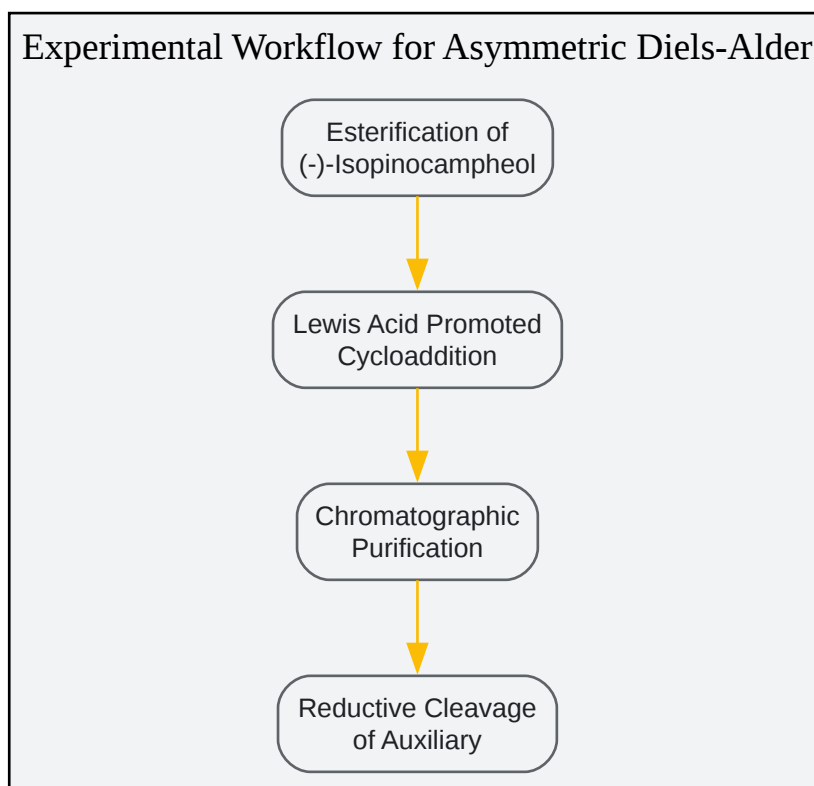 Experimental Workflow for Asymmetric Diels-Alder
Esterification of
(-)-Isopinocampheol
Lewis Acid Promoted
Cycloaddition
Chromatographic
Purification
Reductive Cleavage
of Auxiliary